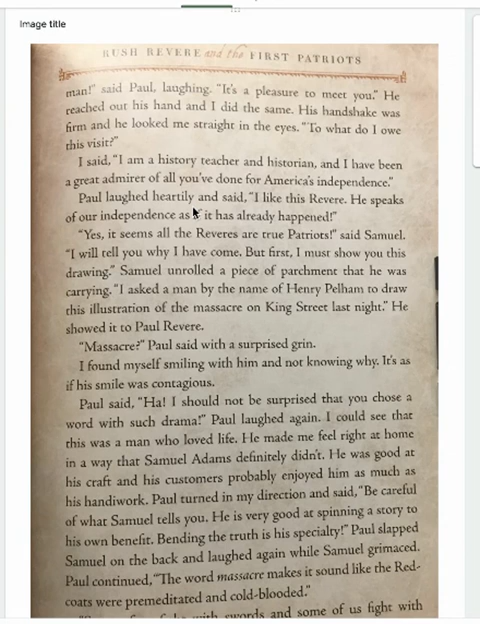 Image title
RUSH REVERE and the FIRST PATRIOTS
man!" said Paul, laughing. "It's a pleasure to meet you." He
reached out his hand and I did the same. His handshake was
firm and he looked me straight in the eyes. "To what do I owe
this visit?"
I said, "I am a history teacher and historian, and I have been
a great admirer of all you've done for America's independence."
Paul laughed heartily and said, "I like this Revere. He speaks
of our independence as if it has already happened!"
"Yes, it seems all the Reveres are true Patriots!" said Samuel.
"I will tell you why I have come. But first, I must show you this
drawing." Samuel unrolled a piece of parchment that he was
carrying. "I asked a man by the name of Henry Pelham to draw
this illustration of the massacre on King Street last night." He
showed it to Paul Revere.
"Massacre?" Paul said with a surprised grin.
I found myself smiling with him and not knowing why. It's as
if his smile was contagious.
Paul said, "Ha! I should not be surprised that you chose a
word with such drama!" Paul laughed again. I could see that
this was a man who loved life. He made me feel right at home
in a way that Samuel Adams definitely didn't. He was good at
his craft and his customers probably enjoyed him as much as
his handiwork. Paul turned in my direction and said, "Be careful
of what Samuel tells you. He is very good at spinning a story to
his own benefit. Bending the truth is his specialty!" Paul slapped
Samuel on the back and laughed again while Samuel grimaced.
Paul continued, "The word massacre makes it sound like the Red-
coats were premeditated and cold-blooded."
with swords and some of us fight with